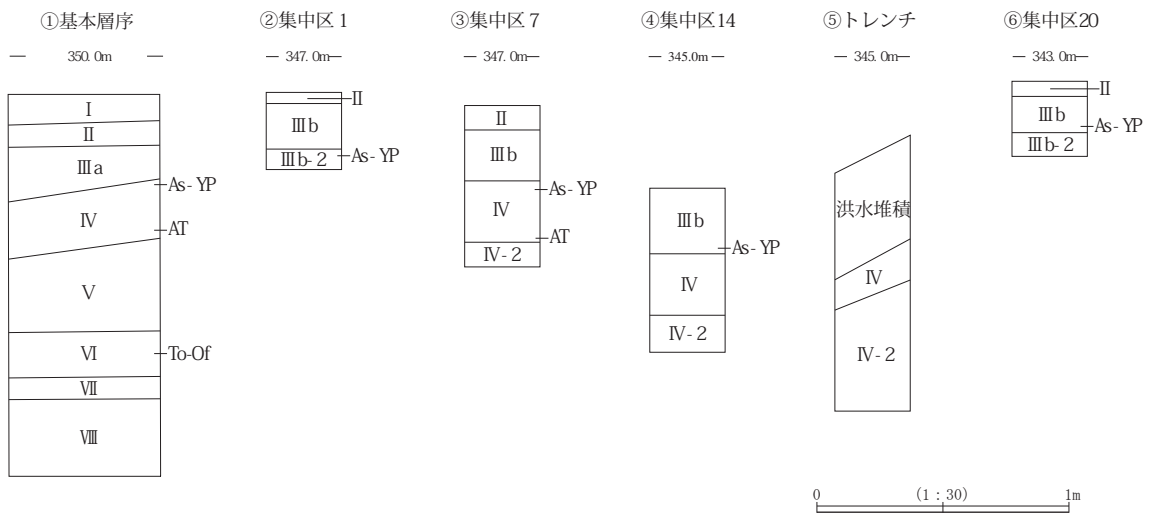 ①基本層序
350.0m
Ⅰ
Ⅱ
Ⅲa
As-YP
Ⅳ
AT
Ⅴ
Ⅵ
To-Of
Ⅶ
Ⅷ
②集中区1
347.0m
Ⅱ
Ⅲb
Ⅲb-2
As-YP
③集中区7
347.0m
Ⅱ
Ⅲb
As-YP
Ⅳ
AT
Ⅳ-2
④集中区14
345.0m
Ⅲb
As-YP
Ⅳ
Ⅳ-2
⑤トレンチ
345.0m
洪水堆積
Ⅳ
Ⅳ-2
⑥集中区20
343.0m
Ⅱ
Ⅲb
As-YP
Ⅲb-2
0 (1:30) 1m